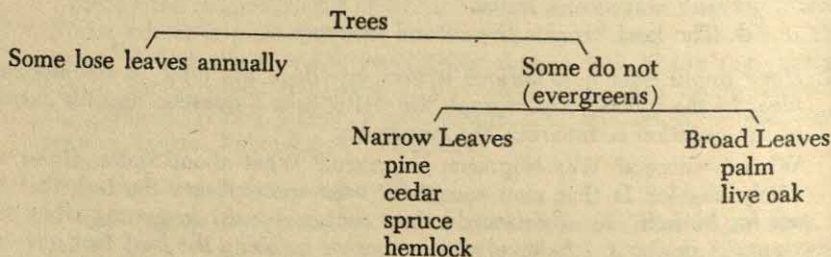 Trees
Some lose leaves annually
Some do not
(evergreens)
Narrow Leaves
pine
cedar
spruce
hemlock
Broad Leaves
palm
live oak